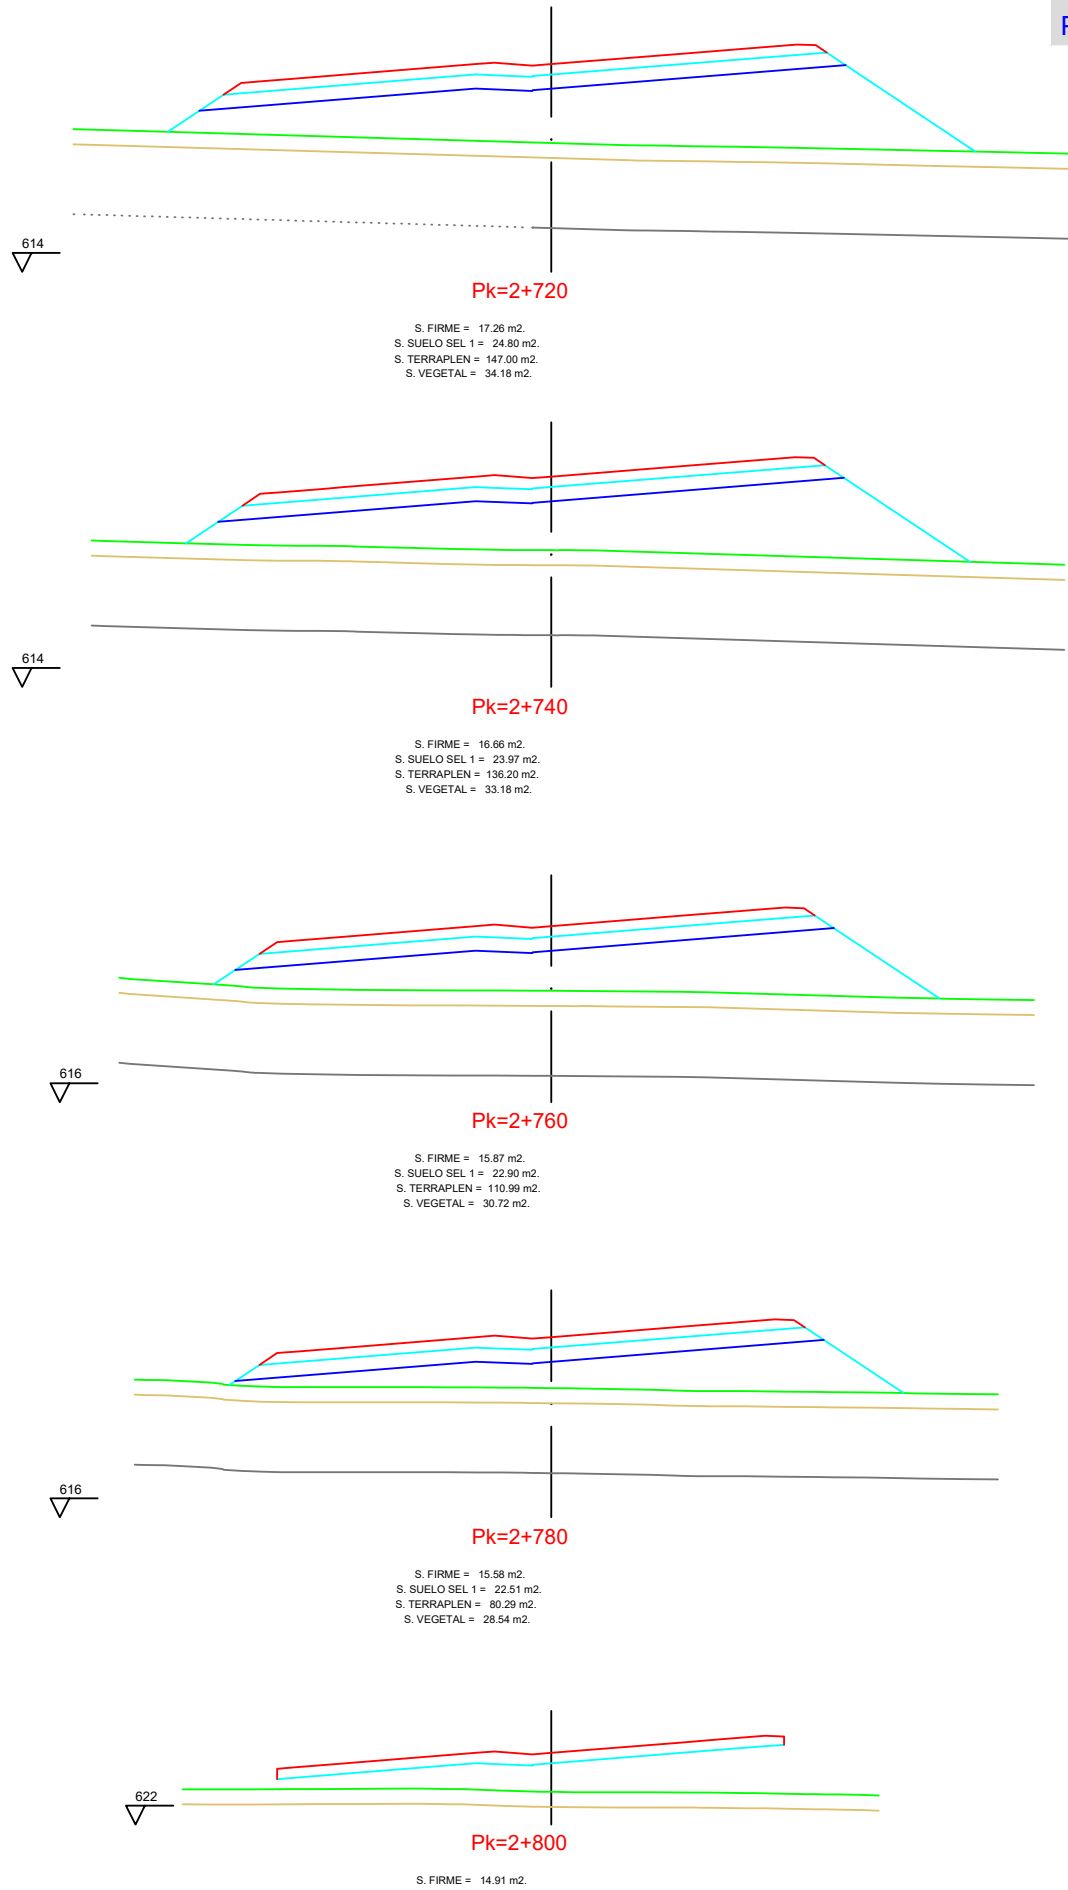 614
Pk=2+720
S. FIRME = 17.26 m2.
S. SUELO SEL 1 = 24.80 m2.
S. TERRAPLEN = 147.00 m2.
S. VEGETAL = 34.18 m2.
614
Pk=2+740
S. FIRME = 16.66 m2.
S. SUELO SEL 1 = 23.97 m2.
S. TERRAPLEN = 136.20 m2.
S. VEGETAL = 33.18 m2.
616
Pk=2+760
S. FIRME = 15.87 m2.
S. SUELO SEL 1 = 22.90 m2.
S. TERRAPLEN = 110.99 m2.
S. VEGETAL = 30.72 m2.
616
Pk=2+780
S. FIRME = 15.58 m2.
S. SUELO SEL 1 = 22.51 m2.
S. TERRAPLEN = 80.29 m2.
S. VEGETAL = 28.54 m2.
622
Pk=2+800
S. FIRME = 14.91 m2.